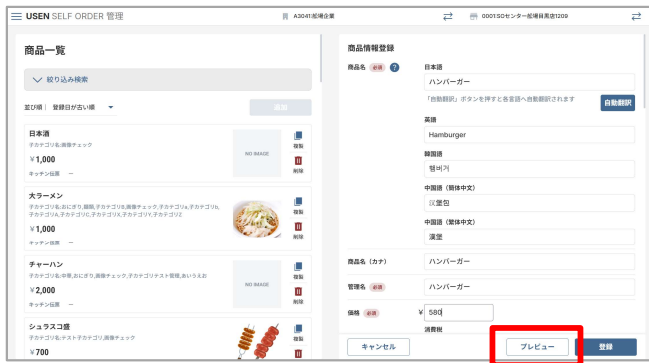 USEN SELF ORDER 管理
A3041:舩場企業
0001:SOセンター舩場目黒店1209
商品一覧
絞り込み検索
並び順： 登録日が古い順
追加
日本酒
子カテゴリ名:画像チェック
¥1,000
キッチン伝票 ー
NO IMAGE
複製
削除
大ラーメン
子カテゴリ名:おにぎり,麺類,子カテゴリB,画像チェック,子カテゴリa,子カテゴリb,
子カテゴリA,子カテゴリC,子カテゴリX,子カテゴリY,子カテゴリZ
¥1,000
キッチン伝票 ー
複製
削除
チャーハン
子カテゴリ名:中華,おにぎり,画像チェック,子カテゴリテスト管理,あいうえお
¥2,000
キッチン伝票 ー
NO IMAGE
複製
削除
シュラスコ盛
子カテゴリ名:テスト子カテゴリ,画像チェック
¥700
複製
商品情報登録
商品名 必須 ?
日本語
ハンバーガー
「自動翻訳」ボタンを押すと各言語へ自動翻訳されます
自動翻訳
英語
Hamburger
韓国語
햄버거
中国語（簡体中文）
汉堡包
中国語（繁体中文）
漢堡
商品名（カナ）
ハンバーガー
管理名 必須
ハンバーガー
価格 必須
¥ 580
消費税
キャンセル
プレビュー
登録